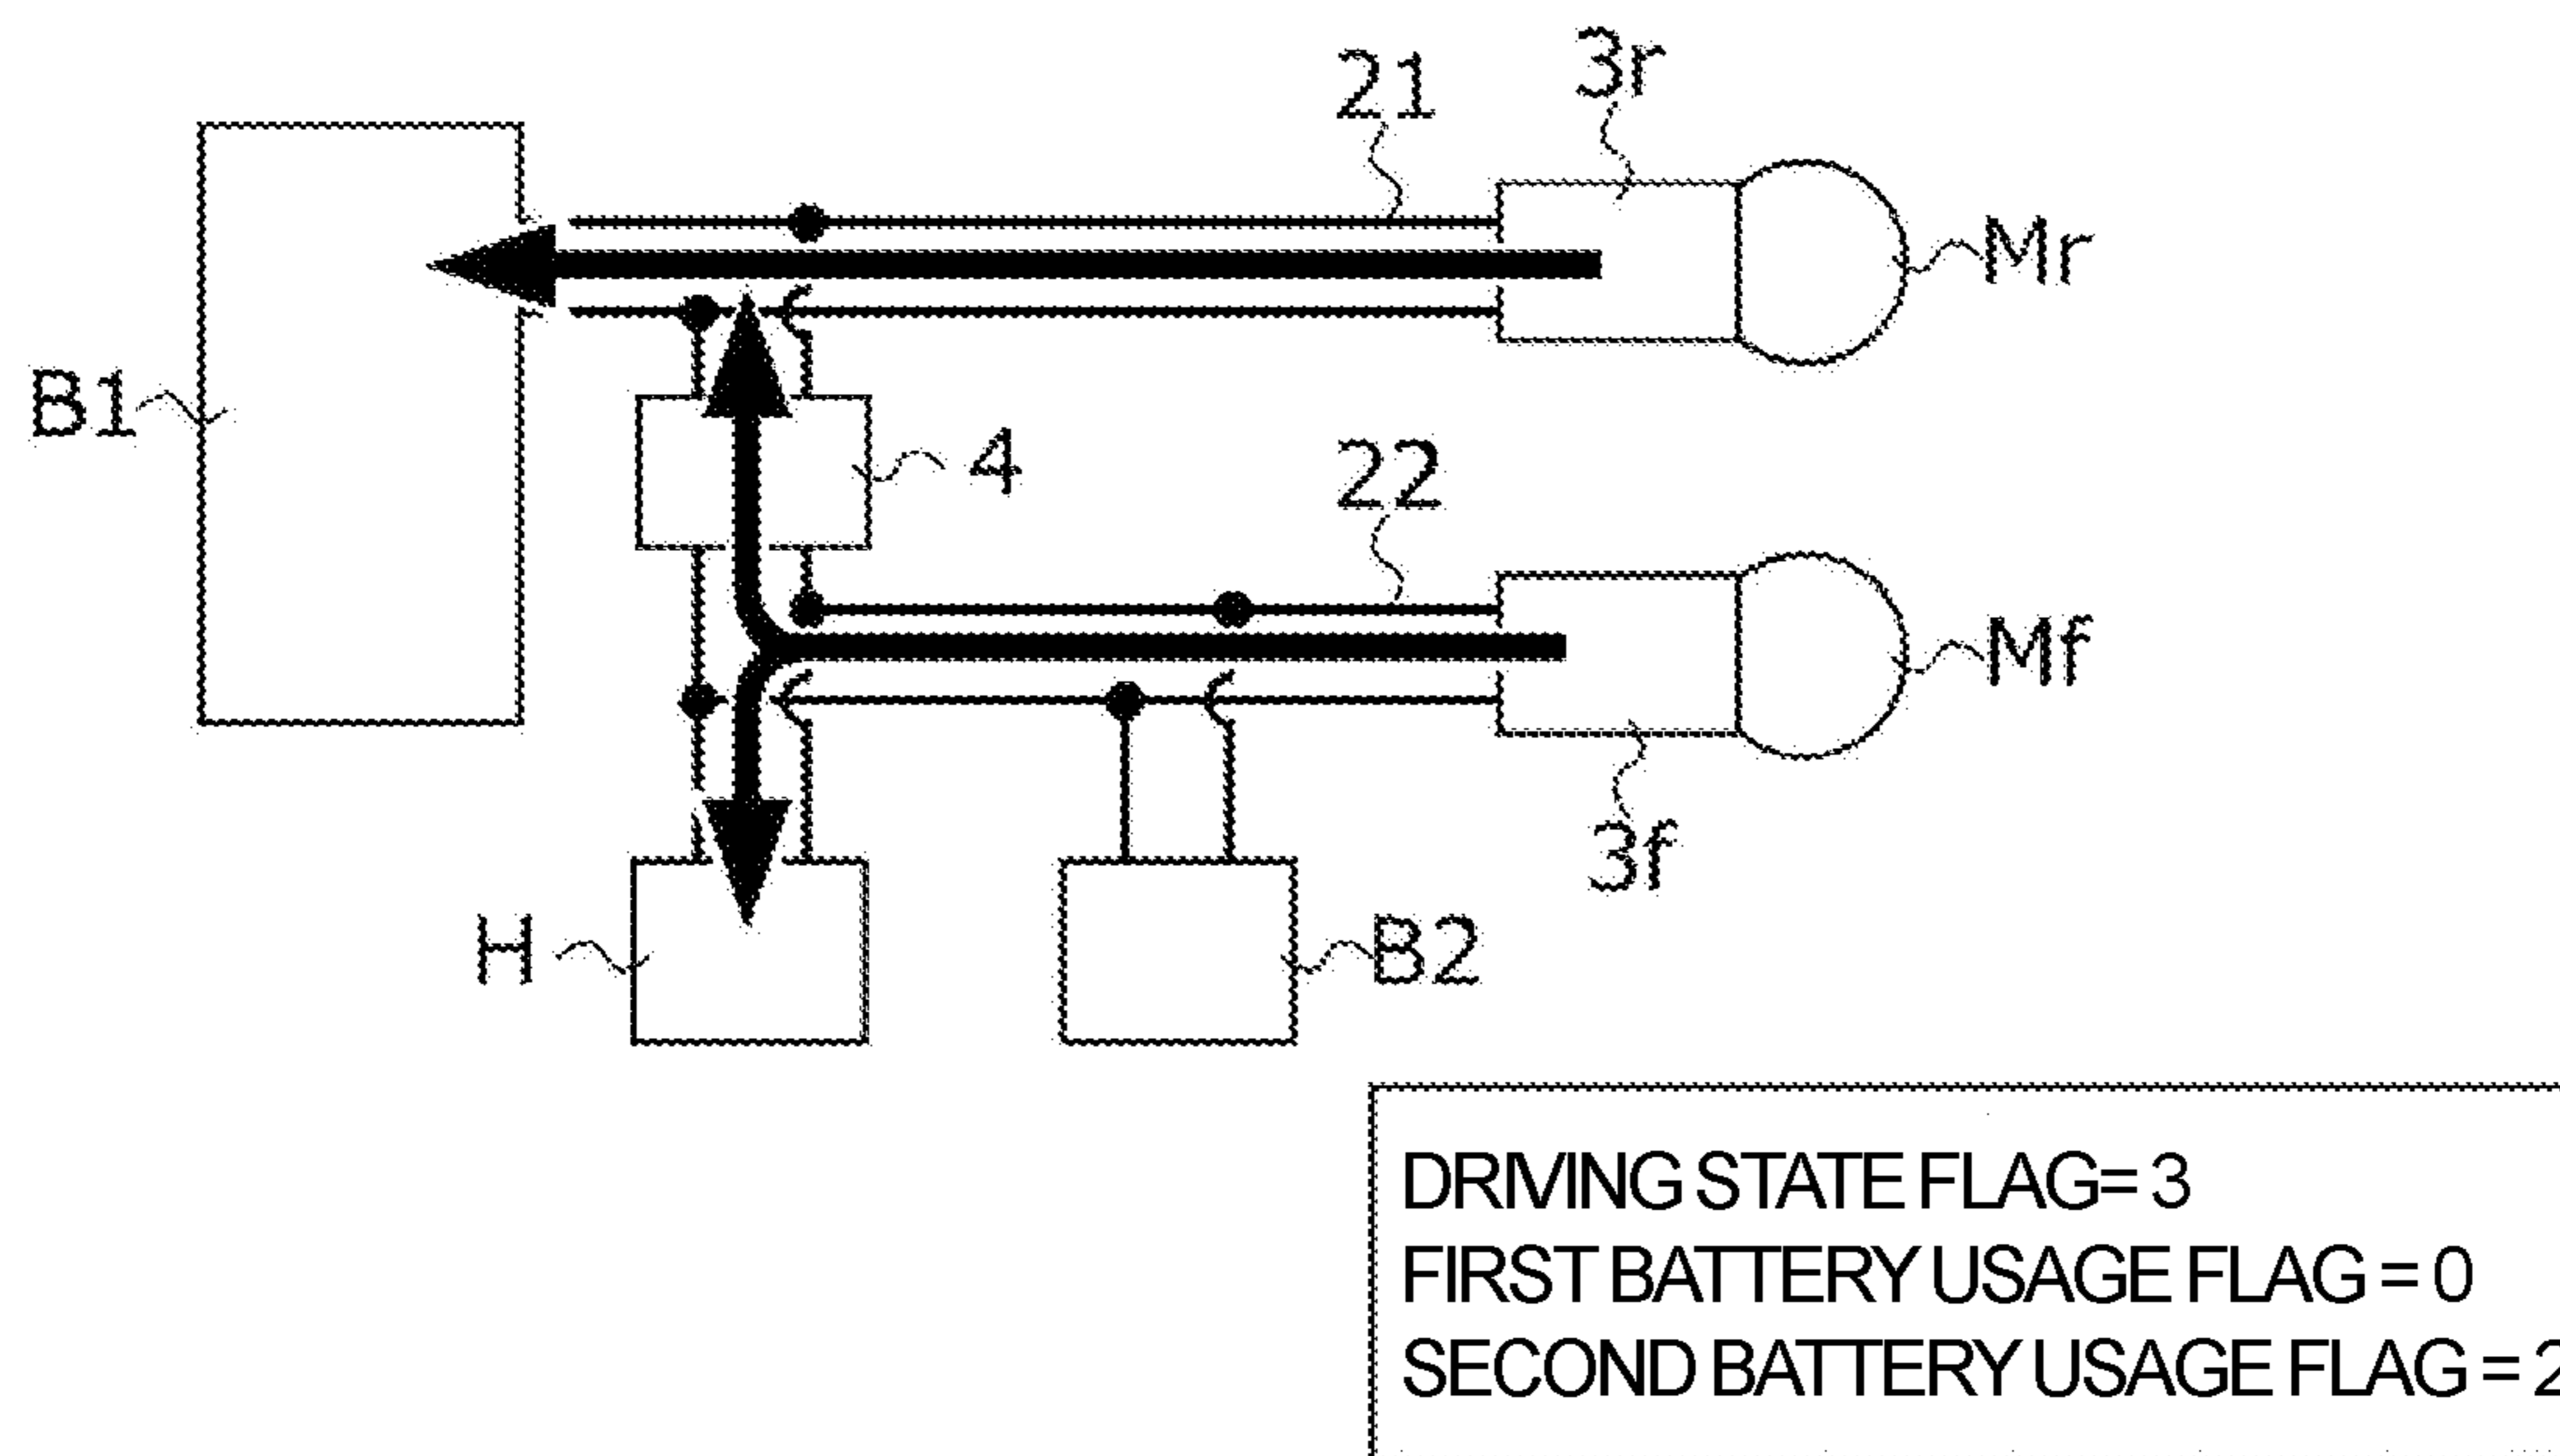 21
3r
Mr
B1
4
22
Mf
3f
H
B2
DRIVING STATE FLAG= 3
FIRST BATTERY USAGE FLAG = 0
SECOND BATTERY USAGE FLAG = 2